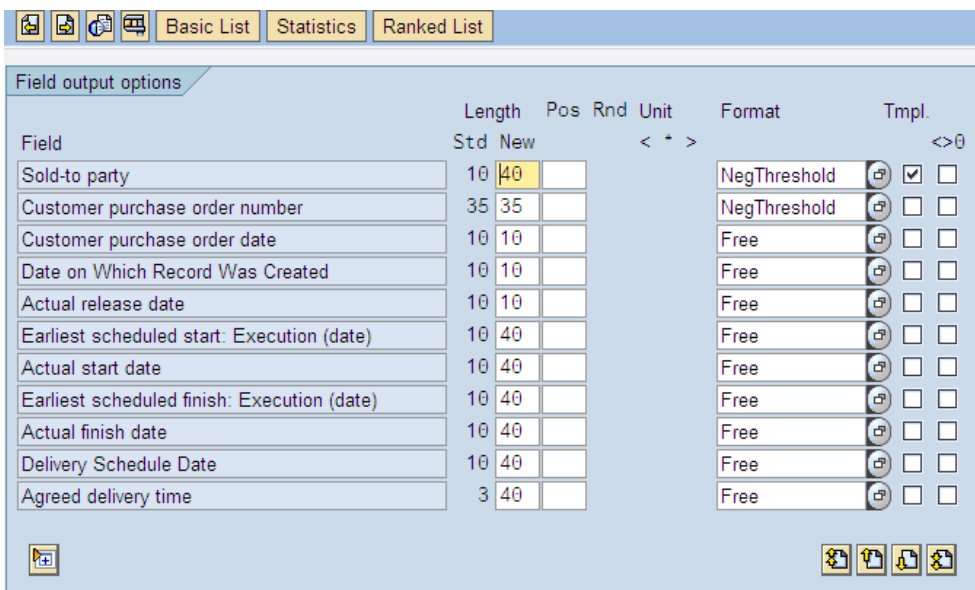 Basic List Statistics Ranked List
Field output options
Length Pos Rnd Unit Format Tmpl.
Field Std New < * > <>0
Sold-to party 10 40 NegThreshold
Customer purchase order number 35 35 NegThreshold
Customer purchase order date 10 10 Free
Date on Which Record Was Created 10 10 Free
Actual release date 10 10 Free
Earliest scheduled start: Execution (date) 10 40 Free
Actual start date 10 40 Free
Earliest scheduled finish: Execution (date) 10 40 Free
Actual finish date 10 40 Free
Delivery Schedule Date 10 40 Free
Agreed delivery time 3 40 Free